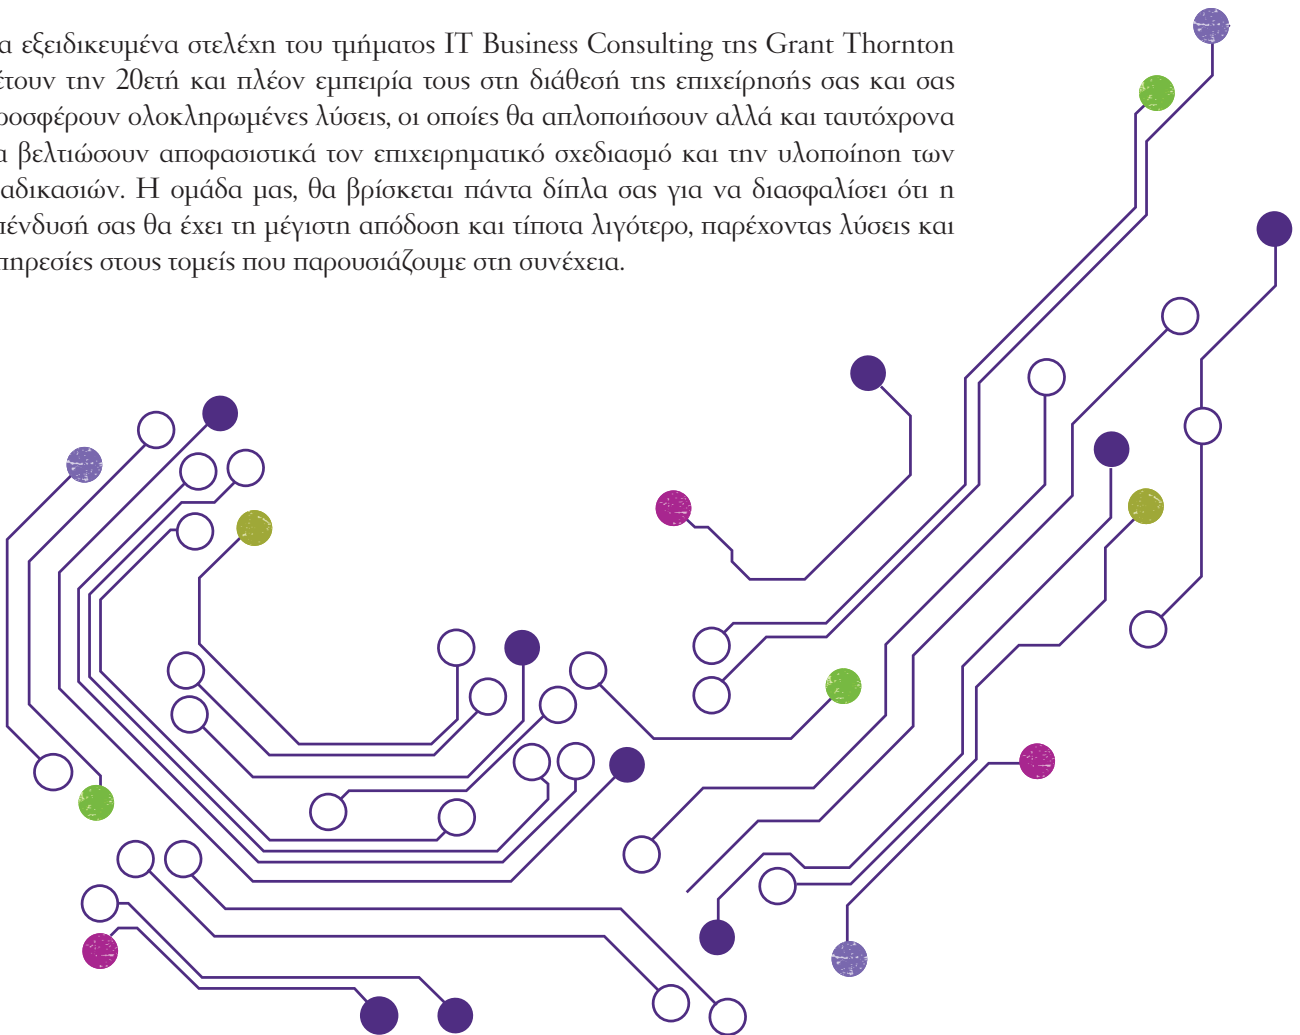 α εξειδικευμένα στελέχη του τμήματος IT Business Consulting της Grant Thornton
έτουν την 20ετή και πλέον εμπειρία τους στη διάθεσή της επιχείρησής σας και σας
ροσφέρουν ολοκληρωμένες λύσεις, οι οποίες θα απλοποιήσουν αλλά και ταυτόχρονα
α βελτιώσουν αποφασιστικά τον επιχειρηματικό σχεδιασμό και την υλοποίηση των
αδικασιών. Η ομάδα μας, θα βρίσκεται πάντα δίπλα σας για να διασφαλίσει ότι η
πένδυσή σας θα έχει τη μέγιστη απόδοση και τίποτα λιγότερο, παρέχοντας λύσεις και
πηρεσίες στους τομείς που παρουσιάζουμε στη συνέχεια.